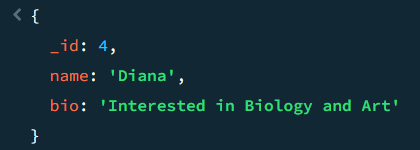 {
_id: 4,
name: 'Diana',
bio: 'Interested in Biology and Art'
}